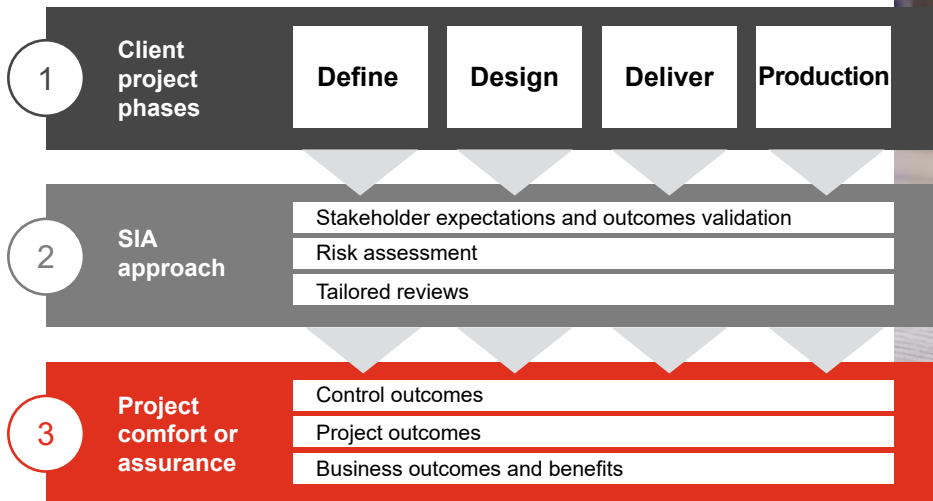 1
Client
project
phases
Define
Design
Deliver
Production
2
SIA
approach
Stakeholder expectations and outcomes validation
Risk assessment
Tailored reviews
3
Project
comfort or
assurance
Control outcomes
Project outcomes
Business outcomes and benefits